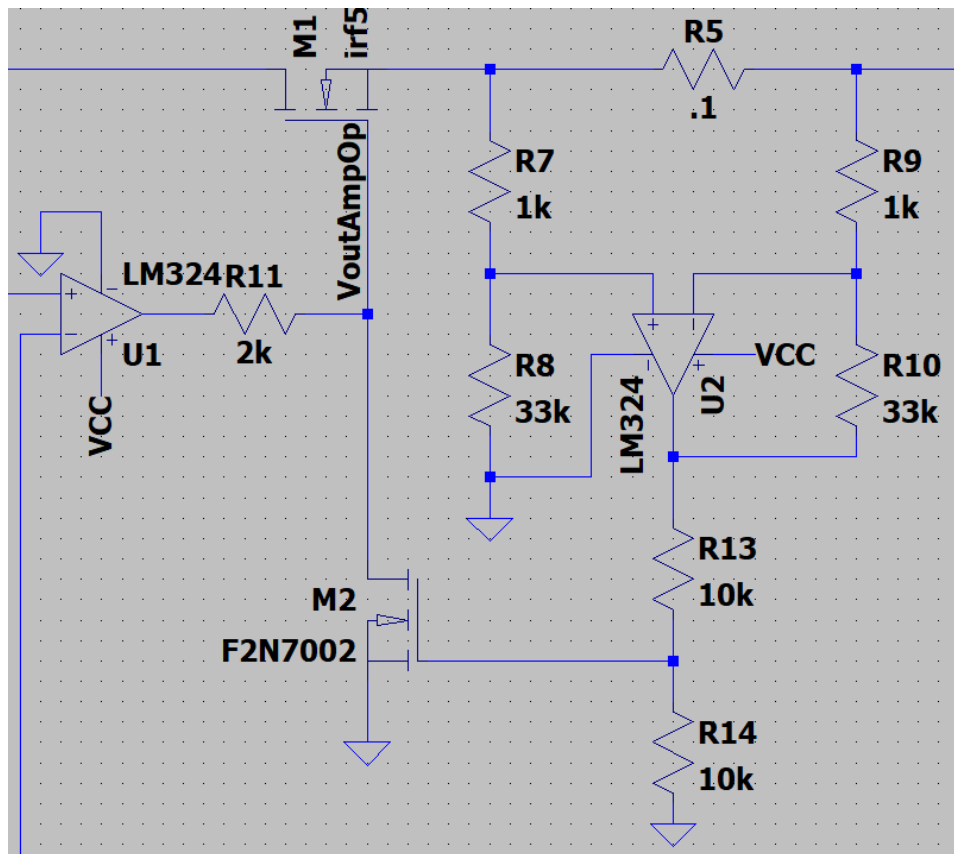 M1
irf5
R5
.1
VoutAmpOp
R7
1k
R9
1k
LM324
R11
2k
U1
VCC
+
−
−
+
+
−
−
+
VCC
LM324
U2
R8
33k
R10
33k
R13
10k
M2
F2N7002
R14
10k